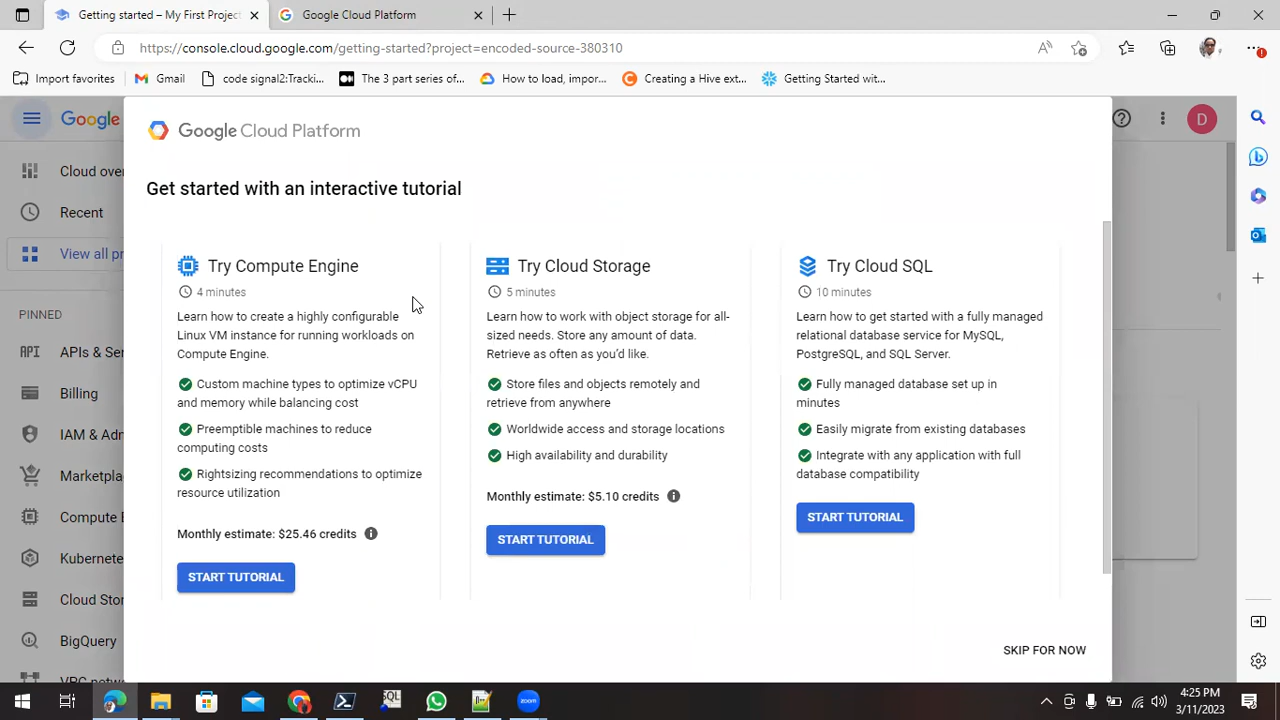 Getting started – My First Project
Google Cloud Platform
https://console.cloud.google.com/getting-started?project=encoded-source-380310
Import favorites
Gmail
code signal2:Tracki...
The 3 part series of...
How to load, impor...
Creating a Hive ext...
Getting Started wit...
Google
D
Cloud over
Recent
View all pr
PINNED
API
APIs & Ser
Billing
IAM & Adn
Marketplac
Compute E
Kubernete
Cloud Stor
BigQuery
VPC netwo
Google Cloud Platform
Get started with an interactive tutorial
Try Compute Engine
4 minutes
Learn how to create a highly configurable
Linux VM instance for running workloads on
Compute Engine.
Custom machine types to optimize vCPU
and memory while balancing cost
Preemptible machines to reduce
computing costs
Rightsizing recommendations to optimize
resource utilization
Monthly estimate: $25.46 credits
START TUTORIAL
Try Cloud Storage
5 minutes
Learn how to work with object storage for all-
sized needs. Store any amount of data.
Retrieve as often as you'd like.
Store files and objects remotely and
retrieve from anywhere
Worldwide access and storage locations
High availability and durability
Monthly estimate: $5.10 credits
START TUTORIAL
Try Cloud SQL
10 minutes
Learn how to get started with a fully managed
relational database service for MySQL,
PostgreSQL, and SQL Server.
Fully managed database set up in
minutes
Easily migrate from existing databases
Integrate with any application with full
database compatibility
START TUTORIAL
SKIP FOR NOW
SQL
zoom
4:25 PM
3/11/2023